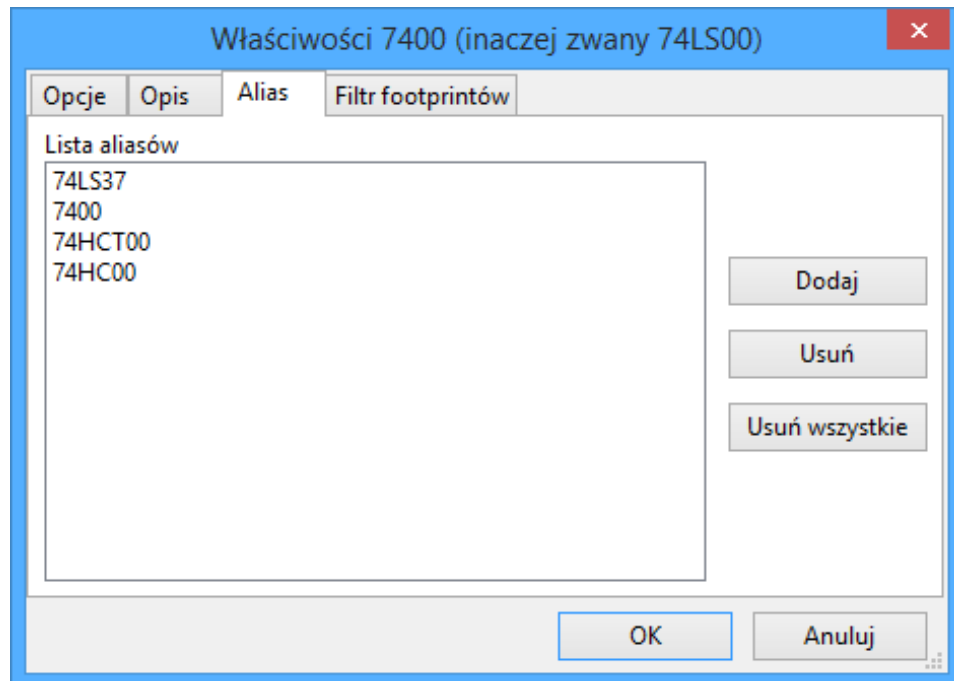 Właściwości 7400 (inaczej zwany 74LS00)
Opcje Opis Alias Filtr footprintów
Lista aliasów
74LS37
7400
74HCT00
74HC00
Dodaj
Usuń
Usuń wszystkie
OK Anuluj